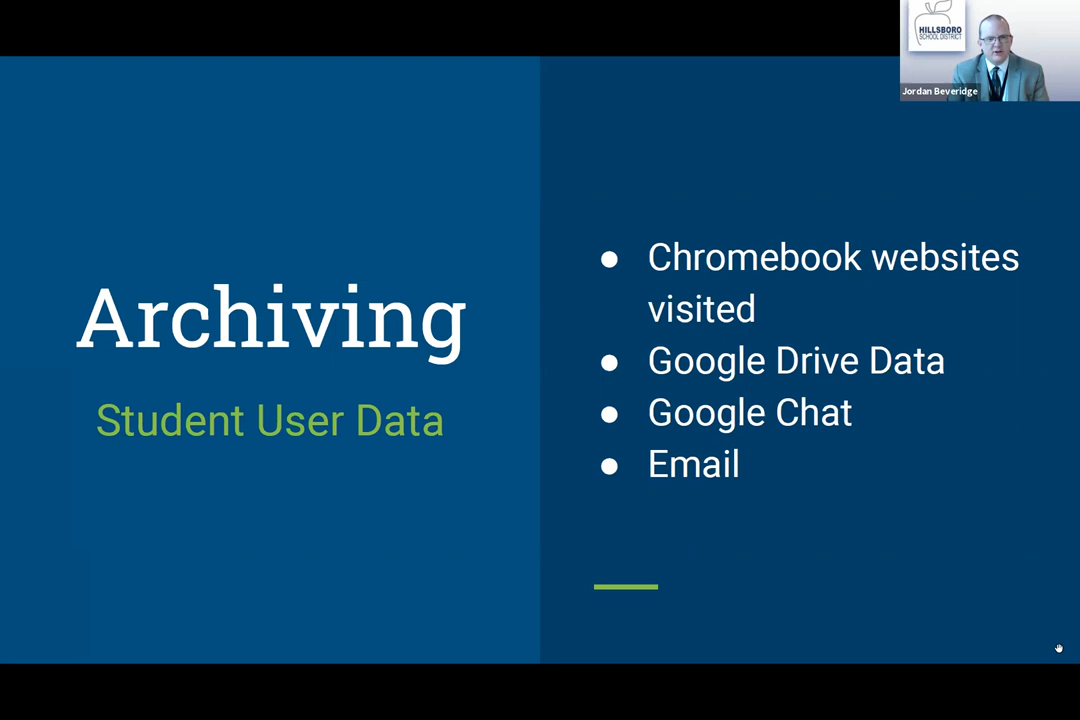 HILLSBORO
SCHOOL DISTRICT
Jordan Beveridge
Archiving
Student User Data
● Chromebook websites
visited
● Google Drive Data
● Google Chat
● Email